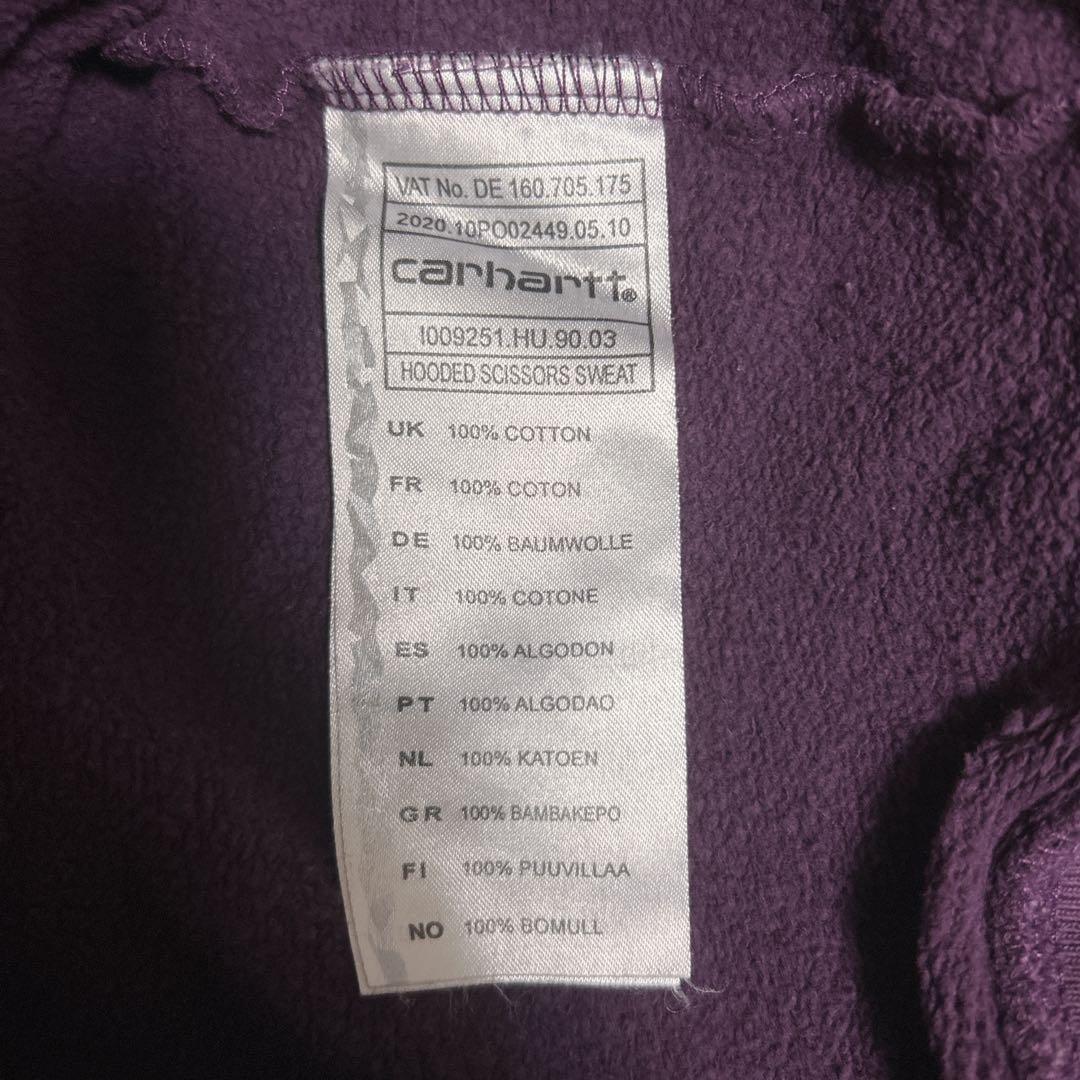 VAT No. DE 160.705.175
2020.10PO02449.05.10
carhartt®
I009251.HU.90.03
HOODED SCISSORS SWEAT
UK 100% COTTON
FR 100% COTON
DE 100% BAUMWOLLE
IT 100% COTONE
ES 100% ALGODON
PT 100% ALGODAO
NL 100% KATOEN
GR 100% BAMBAKEPO
FI 100% PUUVILLAA
NO 100% BOMULL